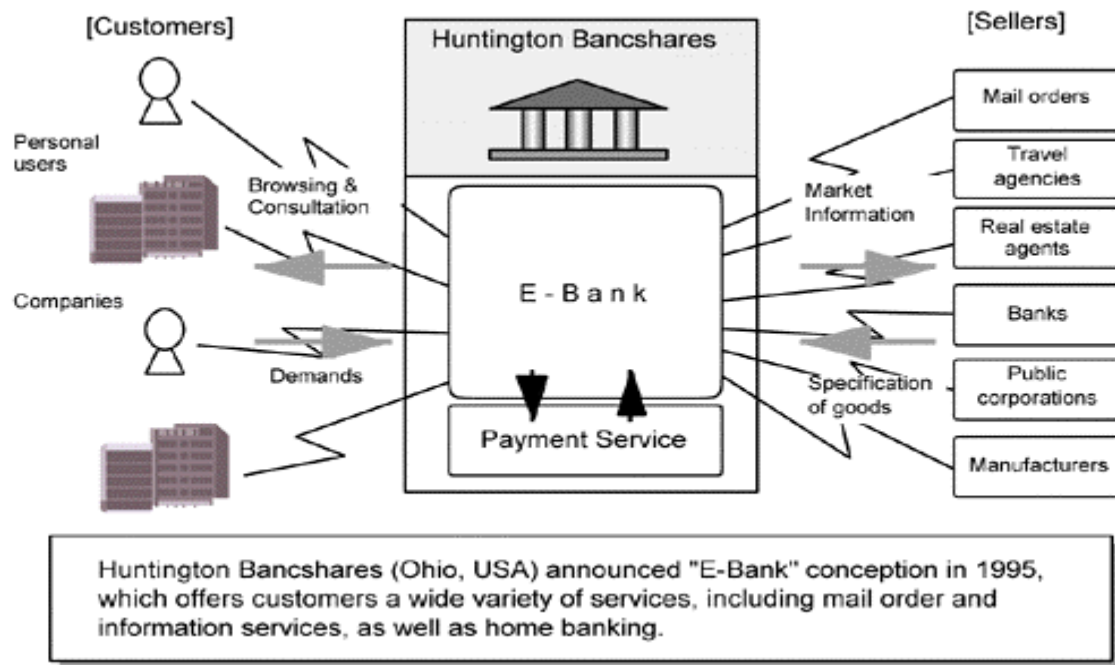 [Customers]
Personal
users
Companies
Browsing &
Consultation
Demands
Huntington Bancshares
E-Bank
Payment Service
Market
Information
Specification
of goods
[Sellers]
Mail orders
Travel
agencies
Real estate
agents
Banks
Public
corporations
Manufacturers
Huntington Bancshares (Ohio, USA) announced "E-Bank" conception in 1995,
which offers customers a wide variety of services, including mail order and
information services, as well as home banking.